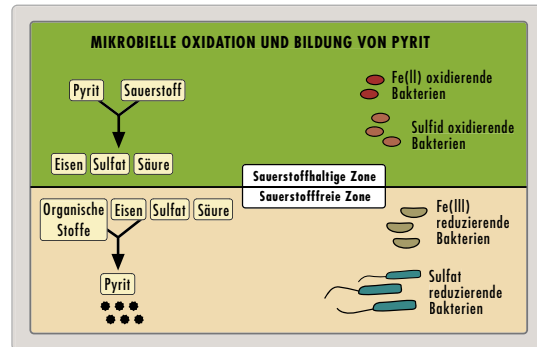 MIKROBIELLE OXIDATION UND BILDUNG VON PYRIT
Pyrit
Sauerstoff
Fe(II) oxidierende
Bakterien
Sulfid oxidierende
Bakterien
Eisen
Sulfat
Säure
Sauerstoffhaltige Zone
Sauerstofffreie Zone
Organische
Stoffe
Eisen
Sulfat
Säure
Fe(III)
reduzierende
Bakterien
Pyrit
Sulfat
reduzierende
Bakterien